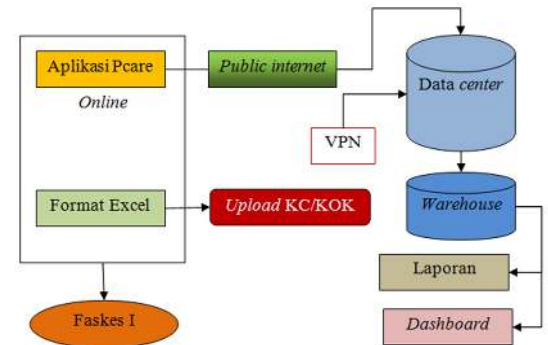 Aplikasi Pcare
Public internet
Online
Data center
VPN
Format Excel
Upload KC/KOK
Warehouse
Laporan
Faskes I
Dashboard